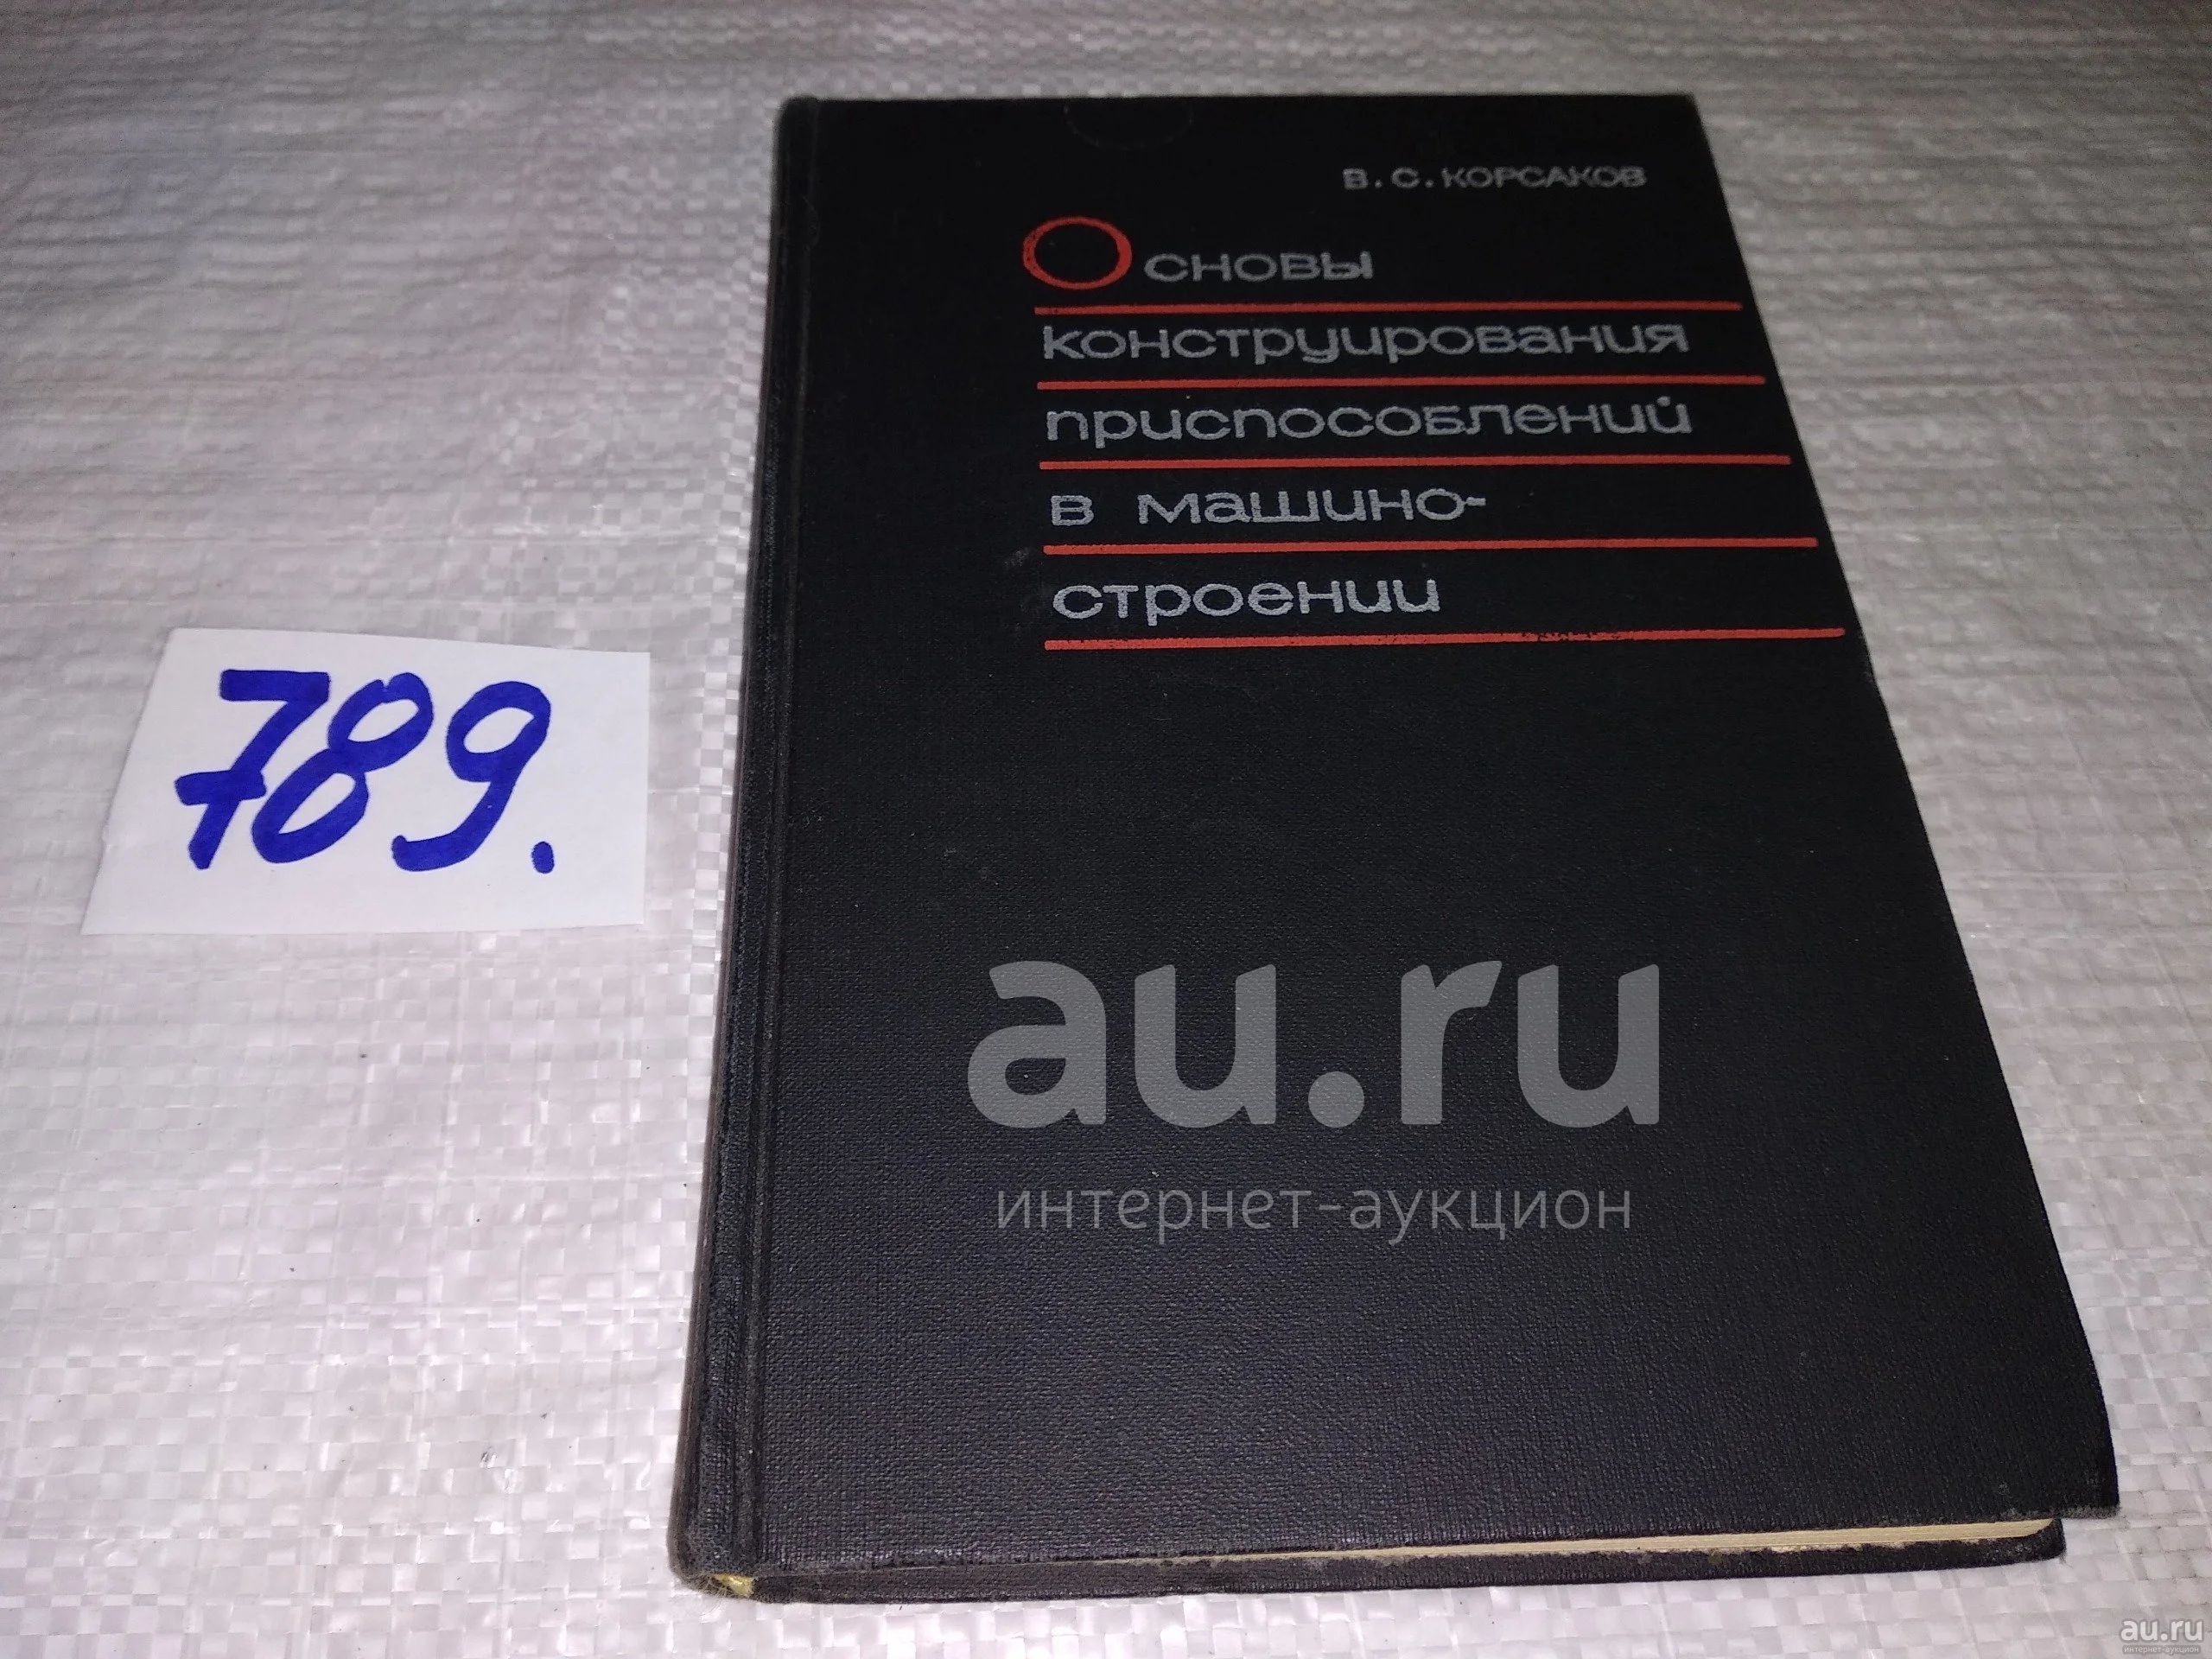 В.С.КОРСАКОВ
Основы
конструирования
приспособлений
в машино-
строении
789.
au.ru
интернет-аукцион
au.ru
интернет-аукцион